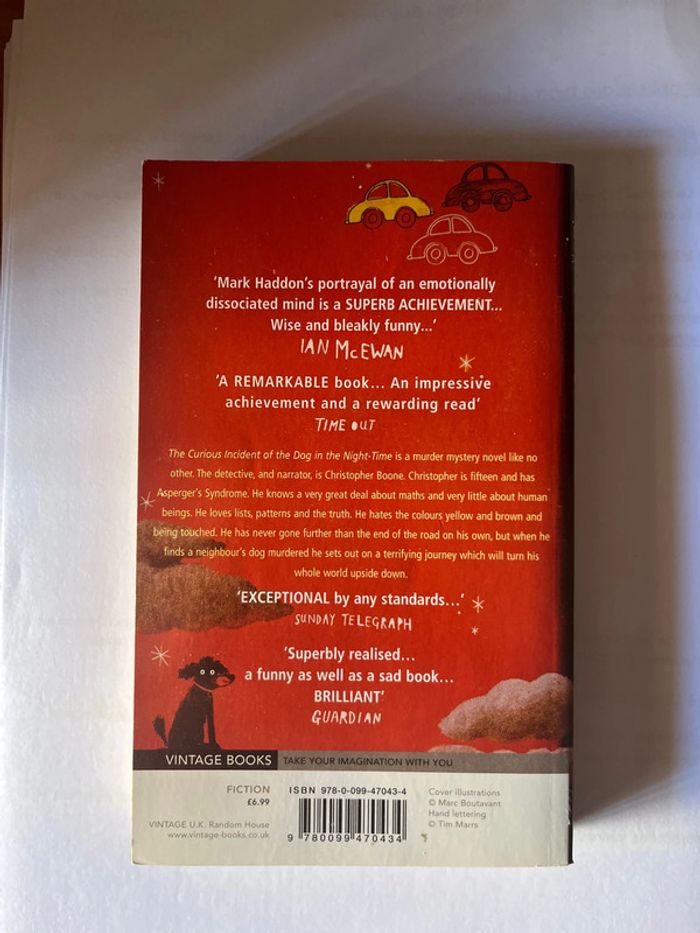 'Mark Haddon's portrayal of an emotionally
dissociated mind is a SUPERB ACHIEVEMENT...
Wise and bleakly funny...'
IAN McEWAN
'A REMARKABLE book... An impressive
achievement and a rewarding read'
TIME OUT
The Curious Incident of the Dog in the Night-Time is a murder mystery novel like no
other. The detective, and narrator, is Christopher Boone. Christopher is fifteen and has
Asperger's Syndrome. He knows a very great deal about maths and very little about human
beings. He loves lists, patterns and the truth. He hates the colours yellow and brown and
being touched. He has never gone further than the end of the road on his own, but when he
finds a neighbour's dog murdered he sets out on a terrifying journey which will turn his
whole world upside down.
'EXCEPTIONAL by any standards...'
SUNDAY TELEGRAPH
'Superbly realised...
a funny as well as a sad book...
BRILLIANT'
GUARDIAN
VINTAGE BOOKS TAKE YOUR IMAGINATION WITH YOU
FICTION
£6.99
VINTAGE U.K. Random House
www.vintage-books.co.uk
ISBN 978-0-099-47043-4
9 780099 470434
Cover illustrations
© Marc Boutavant
Hand lettering
© Tim Marrs